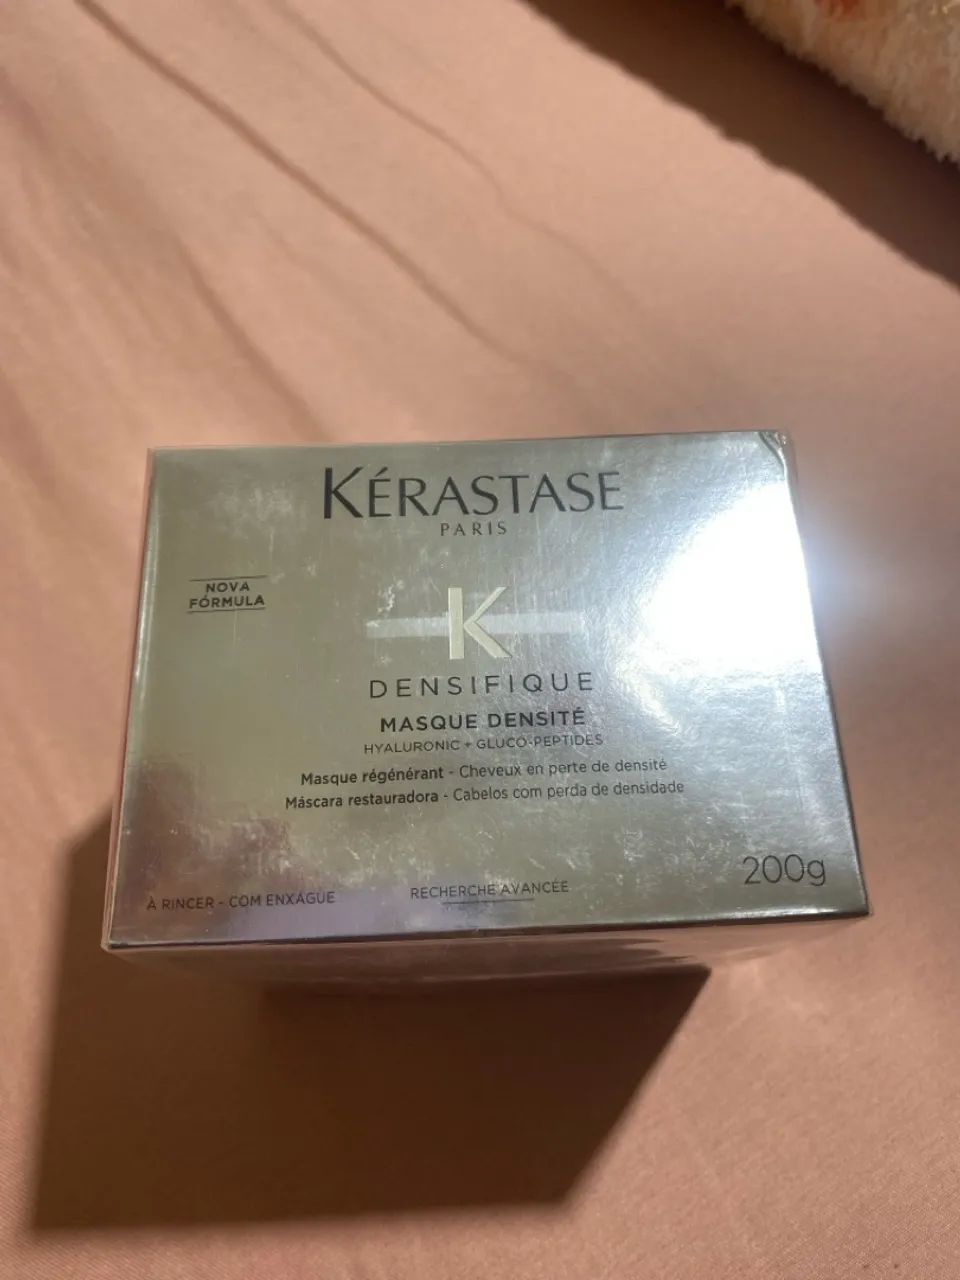 KÉRASTASE
PARIS
NOVA
FÓRMULA
K
DENSIFIQUE
MASQUE DENSITÉ
HYALURONIC + GLUCO-PEPTIDES
Masque régénérant - Cheveux en perte de densité
Máscara restauradora - Cabelos com perda de densidade
200g
À RINCER - COM ENXAGUE
RECHERCHE AVANCÉE